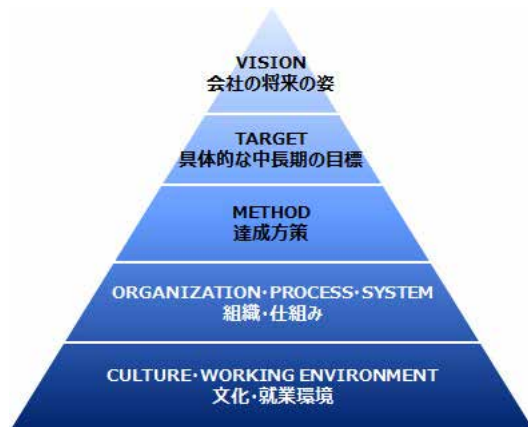 VISION
会社の将来の姿
TARGET
具体的な中長期の目標
METHOD
達成方策
ORGANIZATION･PROCESS･SYSTEM
組織･仕組み
CULTURE･WORKING ENVIRONMENT
文化･就業環境